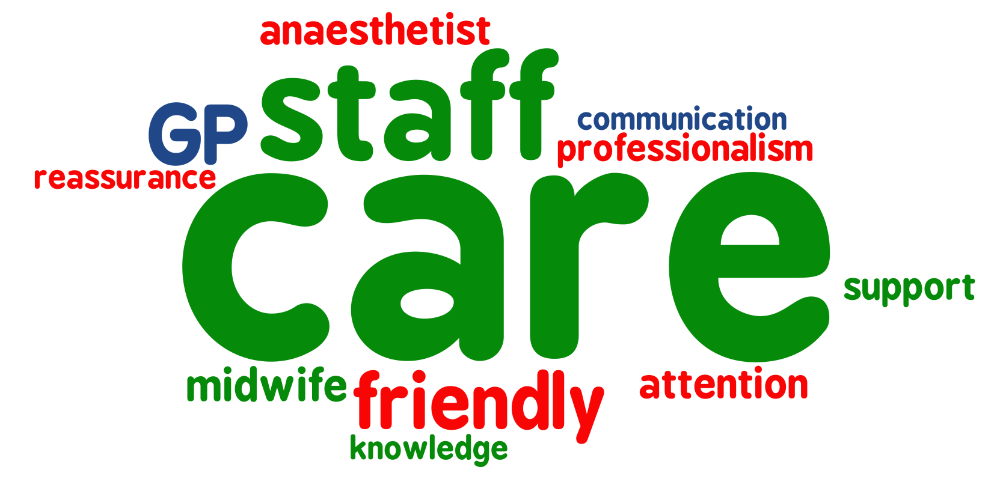 anaesthetist
staff
GP
communication
professionalism
reassurance
care
support
midwife
friendly
attention
knowledge